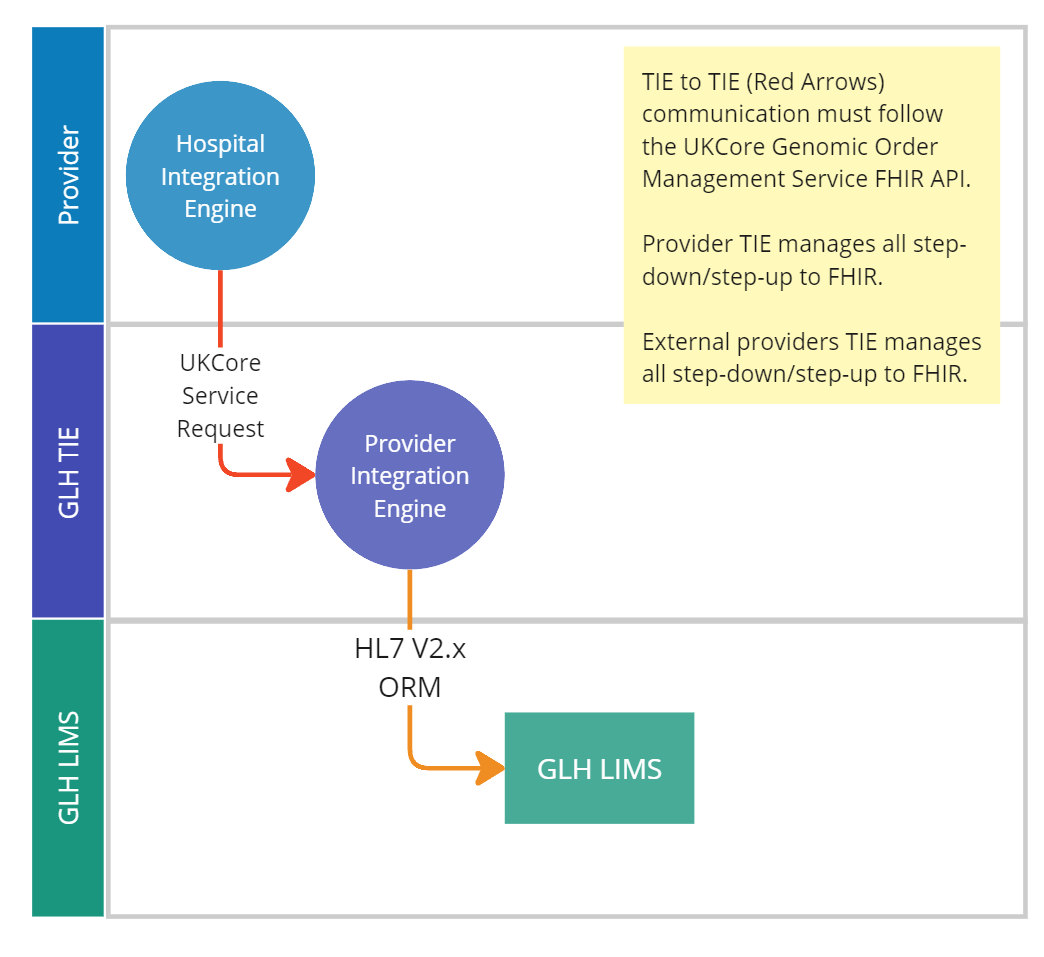 Provider
Hospital
Integration
Engine
TIE to TIE (Red Arrows)
communication must follow
the UKCore Genomic Order
Management Service FHIR API.
Provider TIE manages all step-
down/step-up to FHIR.
External providers TIE manages
all step-down/step-up to FHIR.
UKCore
Service
Request
GLH TIE
Provider
Integration
Engine
HL7 V2.x
ORM
GLH LIMS
GLH LIMS